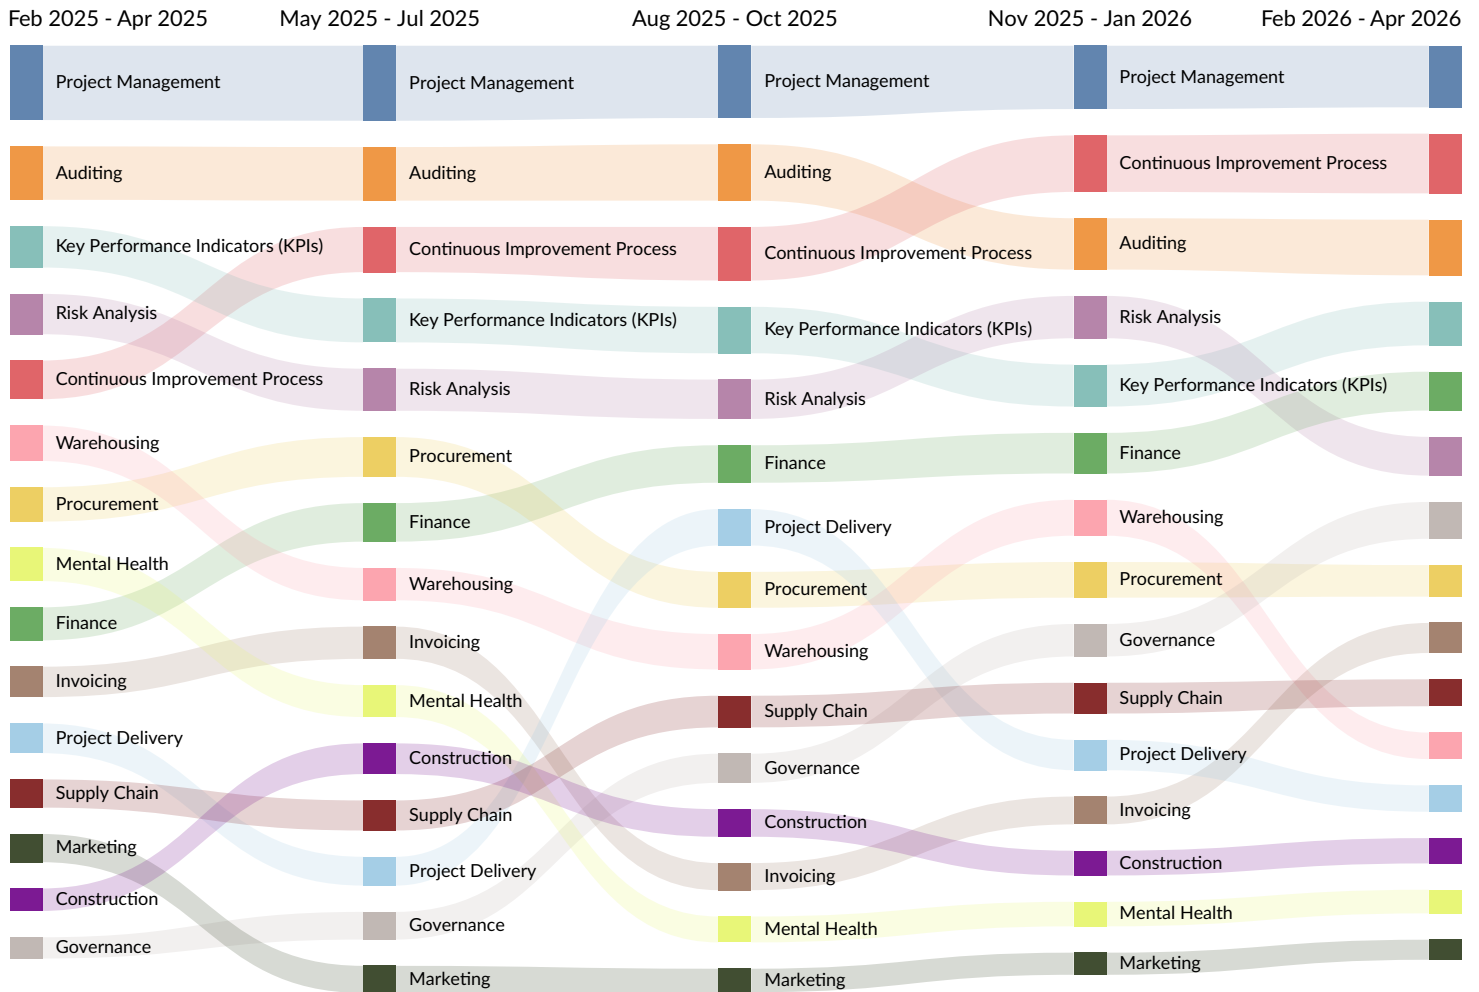 Feb 2025 - Apr 2025
May 2025 - Jul 2025
Aug 2025 - Oct 2025
Nov 2025 - Jan 2026
Feb 2026 - Apr 2026
Project Management
Auditing
Key Performance Indicators (KPIs)
Risk Analysis
Continuous Improvement Process
Warehousing
Procurement
Mental Health
Finance
Invoicing
Project Delivery
Supply Chain
Marketing
Construction
Governance
Project Management
Auditing
Continuous Improvement Process
Key Performance Indicators (KPIs)
Risk Analysis
Procurement
Finance
Warehousing
Invoicing
Mental Health
Construction
Supply Chain
Project Delivery
Governance
Marketing
Project Management
Auditing
Continuous Improvement Process
Key Performance Indicators (KPIs)
Risk Analysis
Finance
Project Delivery
Procurement
Warehousing
Supply Chain
Governance
Construction
Invoicing
Mental Health
Marketing
Project Management
Continuous Improvement Process
Auditing
Risk Analysis
Key Performance Indicators (KPIs)
Finance
Warehousing
Procurement
Governance
Supply Chain
Project Delivery
Invoicing
Construction
Mental Health
Marketing